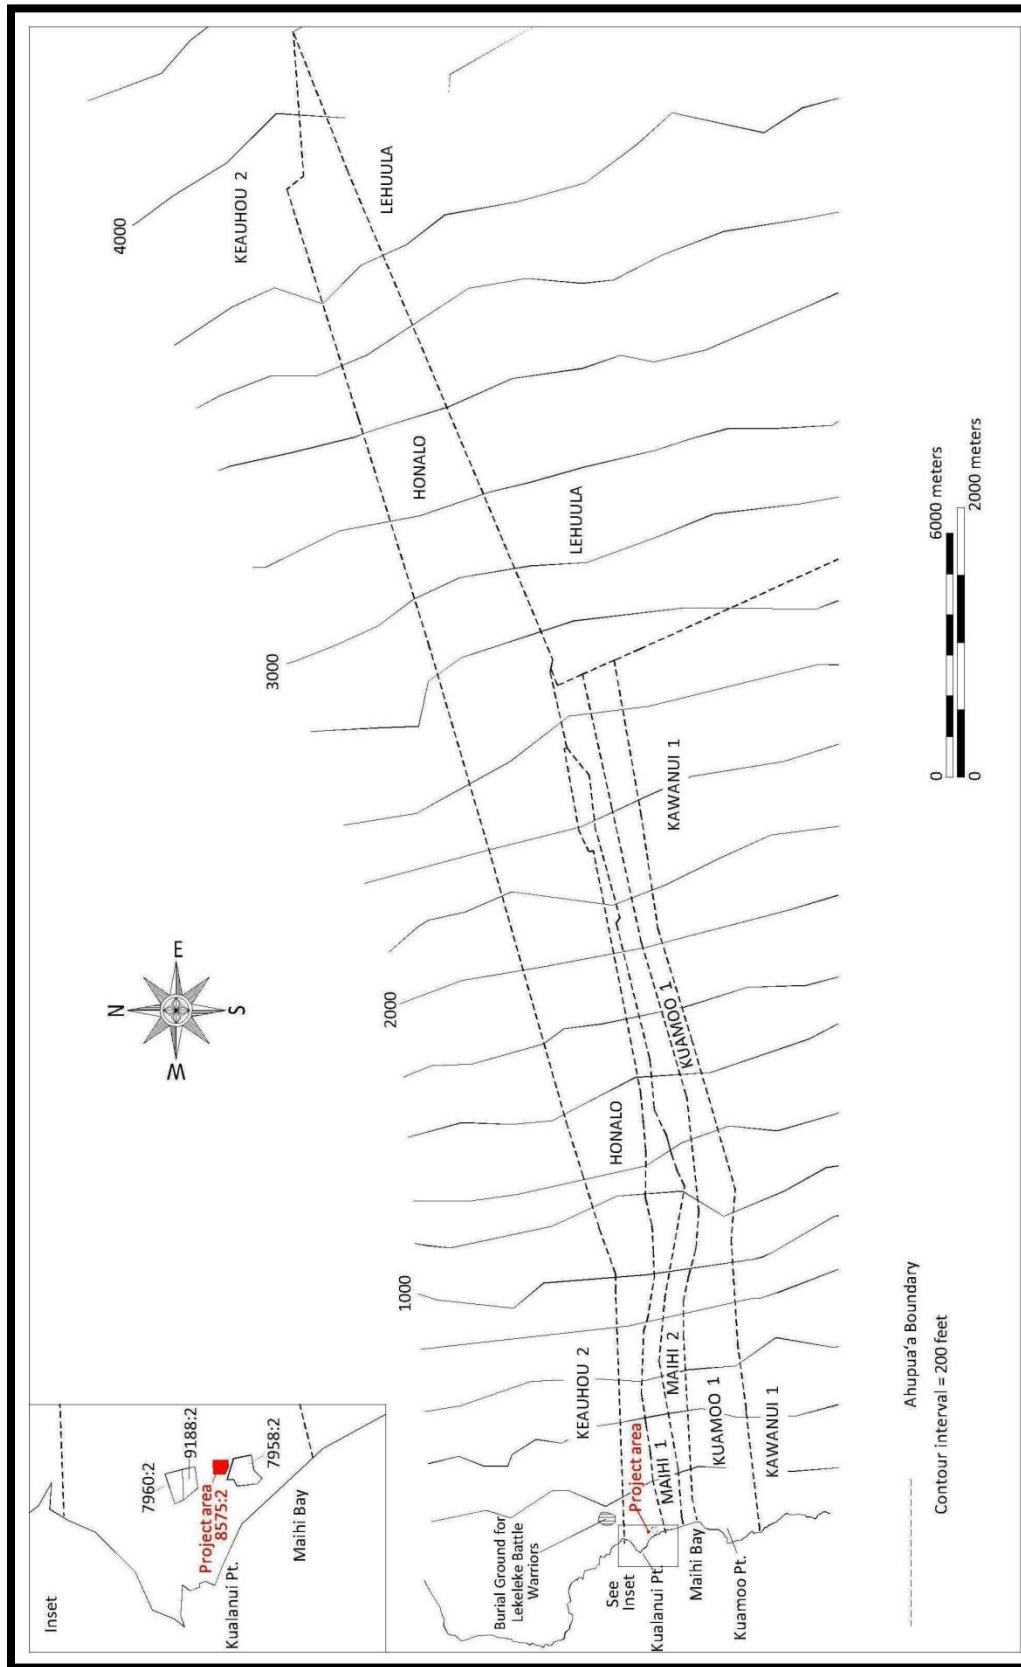 Inset
7960:2
9188:2
Project area
8575:2
7958:2
Kualanui Pt.
Maihi Bay
N
E
S
W
4000
KEAUHOU 2
LEHUULA
HONALO
LEHUULA
3000
2000
1000
KAWANUI 1
KUAMOO 1
HONALO
KEAUHOU 2
MAIHI 1
MAIHI 2
KUAMOO 1
KAWANUI 1
Project area
Burial Ground for
Lekeleke Battle
Warriors
See
Inset
Kualanui Pt.
Maihi Bay
Kuamoo Pt.
Ahupuaʻa Boundary
Contour interval = 200 feet
0
6000 meters
0
2000 meters